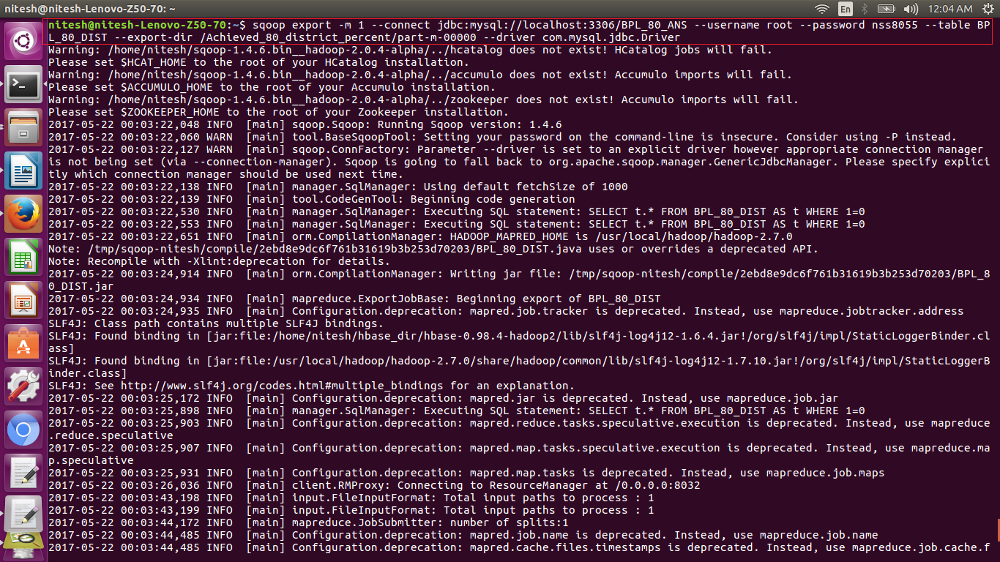 nitesh@nitesh-Lenovo-Z50-70: ~
En
12:04 AM
nitesh@nitesh-Lenovo-Z50-70:~$ sqoop export -m 1 --connect jdbc:mysql://localhost:3306/BPL_80_ANS --username root --password nss8055 --table BP
L_80_DIST --export-dir /Achieved_80_district_percent/part-m-00000 --driver com.mysql.jdbc.Driver
Warning: /home/nitesh/sqoop-1.4.6.bin__hadoop-2.0.4-alpha/../hcatalog does not exist! HCatalog jobs will fail.
Please set $HCAT_HOME to the root of your HCatalog installation.
Warning: /home/nitesh/sqoop-1.4.6.bin__hadoop-2.0.4-alpha/../accumulo does not exist! Accumulo imports will fail.
Please set $ACCUMULO_HOME to the root of your Accumulo installation.
Warning: /home/nitesh/sqoop-1.4.6.bin__hadoop-2.0.4-alpha/../zookeeper does not exist! Accumulo imports will fail.
Please set $ZOOKEEPER_HOME to the root of your Zookeeper installation.
2017-05-22 00:03:22,048 INFO  [main] sqoop.Sqoop: Running Sqoop version: 1.4.6
2017-05-22 00:03:22,060 WARN  [main] tool.BaseSqoopTool: Setting your password on the command-line is insecure. Consider using -P instead.
2017-05-22 00:03:22,127 WARN  [main] sqoop.ConnFactory: Parameter --driver is set to an explicit driver however appropriate connection manager
is not being set (via --connection-manager). Sqoop is going to fall back to org.apache.sqoop.manager.GenericJdbcManager. Please specify explici
tly which connection manager should be used next time.
2017-05-22 00:03:22,138 INFO  [main] manager.SqlManager: Using default fetchSize of 1000
2017-05-22 00:03:22,139 INFO  [main] tool.CodeGenTool: Beginning code generation
2017-05-22 00:03:22,530 INFO  [main] manager.SqlManager: Executing SQL statement: SELECT t.* FROM BPL_80_DIST AS t WHERE 1=0
2017-05-22 00:03:22,553 INFO  [main] manager.SqlManager: Executing SQL statement: SELECT t.* FROM BPL_80_DIST AS t WHERE 1=0
2017-05-22 00:03:22,651 INFO  [main] orm.CompilationManager: HADOOP_MAPRED_HOME is /usr/local/hadoop/hadoop-2.7.0
Note: /tmp/sqoop-nitesh/compile/2ebd8e9dc6f761b31619b3b253d70203/BPL_80_DIST.java uses or overrides a deprecated API.
Note: Recompile with -Xlint:deprecation for details.
2017-05-22 00:03:24,914 INFO  [main] orm.CompilationManager: Writing jar file: /tmp/sqoop-nitesh/compile/2ebd8e9dc6f761b31619b3b253d70203/BPL_8
0_DIST.jar
2017-05-22 00:03:24,934 INFO  [main] mapreduce.ExportJobBase: Beginning export of BPL_80_DIST
2017-05-22 00:03:24,935 INFO  [main] Configuration.deprecation: mapred.job.tracker is deprecated. Instead, use mapreduce.jobtracker.address
SLF4J: Class path contains multiple SLF4J bindings.
SLF4J: Found binding in [jar:file:/home/nitesh/hbase_dir/hbase-0.98.4-hadoop2/lib/slf4j-log4j12-1.6.4.jar!/org/slf4j/impl/StaticLoggerBinder.cl
ass]
SLF4J: Found binding in [jar:file:/usr/local/hadoop/hadoop-2.7.0/share/hadoop/common/lib/slf4j-log4j12-1.7.10.jar!/org/slf4j/impl/StaticLoggerB
inder.class]
SLF4J: See http://www.slf4j.org/codes.html#multiple_bindings for an explanation.
2017-05-22 00:03:25,172 INFO  [main] Configuration.deprecation: mapred.jar is deprecated. Instead, use mapreduce.job.jar
2017-05-22 00:03:25,898 INFO  [main] manager.SqlManager: Executing SQL statement: SELECT t.* FROM BPL_80_DIST AS t WHERE 1=0
2017-05-22 00:03:25,903 INFO  [main] Configuration.deprecation: mapred.reduce.tasks.speculative.execution is deprecated. Instead, use mapreduce
.reduce.speculative
2017-05-22 00:03:25,907 INFO  [main] Configuration.deprecation: mapred.map.tasks.speculative.execution is deprecated. Instead, use mapreduce.ma
p.speculative
2017-05-22 00:03:25,931 INFO  [main] Configuration.deprecation: mapred.map.tasks is deprecated. Instead, use mapreduce.job.maps
2017-05-22 00:03:26,036 INFO  [main] client.RMProxy: Connecting to ResourceManager at /0.0.0.0:8032
2017-05-22 00:03:43,198 INFO  [main] input.FileInputFormat: Total input paths to process : 1
2017-05-22 00:03:43,199 INFO  [main] input.FileInputFormat: Total input paths to process : 1
2017-05-22 00:03:44,172 INFO  [main] mapreduce.JobSubmitter: number of splits:1
2017-05-22 00:03:44,485 INFO  [main] Configuration.deprecation: mapred.job.name is deprecated. Instead, use mapreduce.job.name
2017-05-22 00:03:44,485 INFO  [main] Configuration.deprecation: mapred.cache.files.timestamps is deprecated. Instead, use mapreduce.job.cache.f